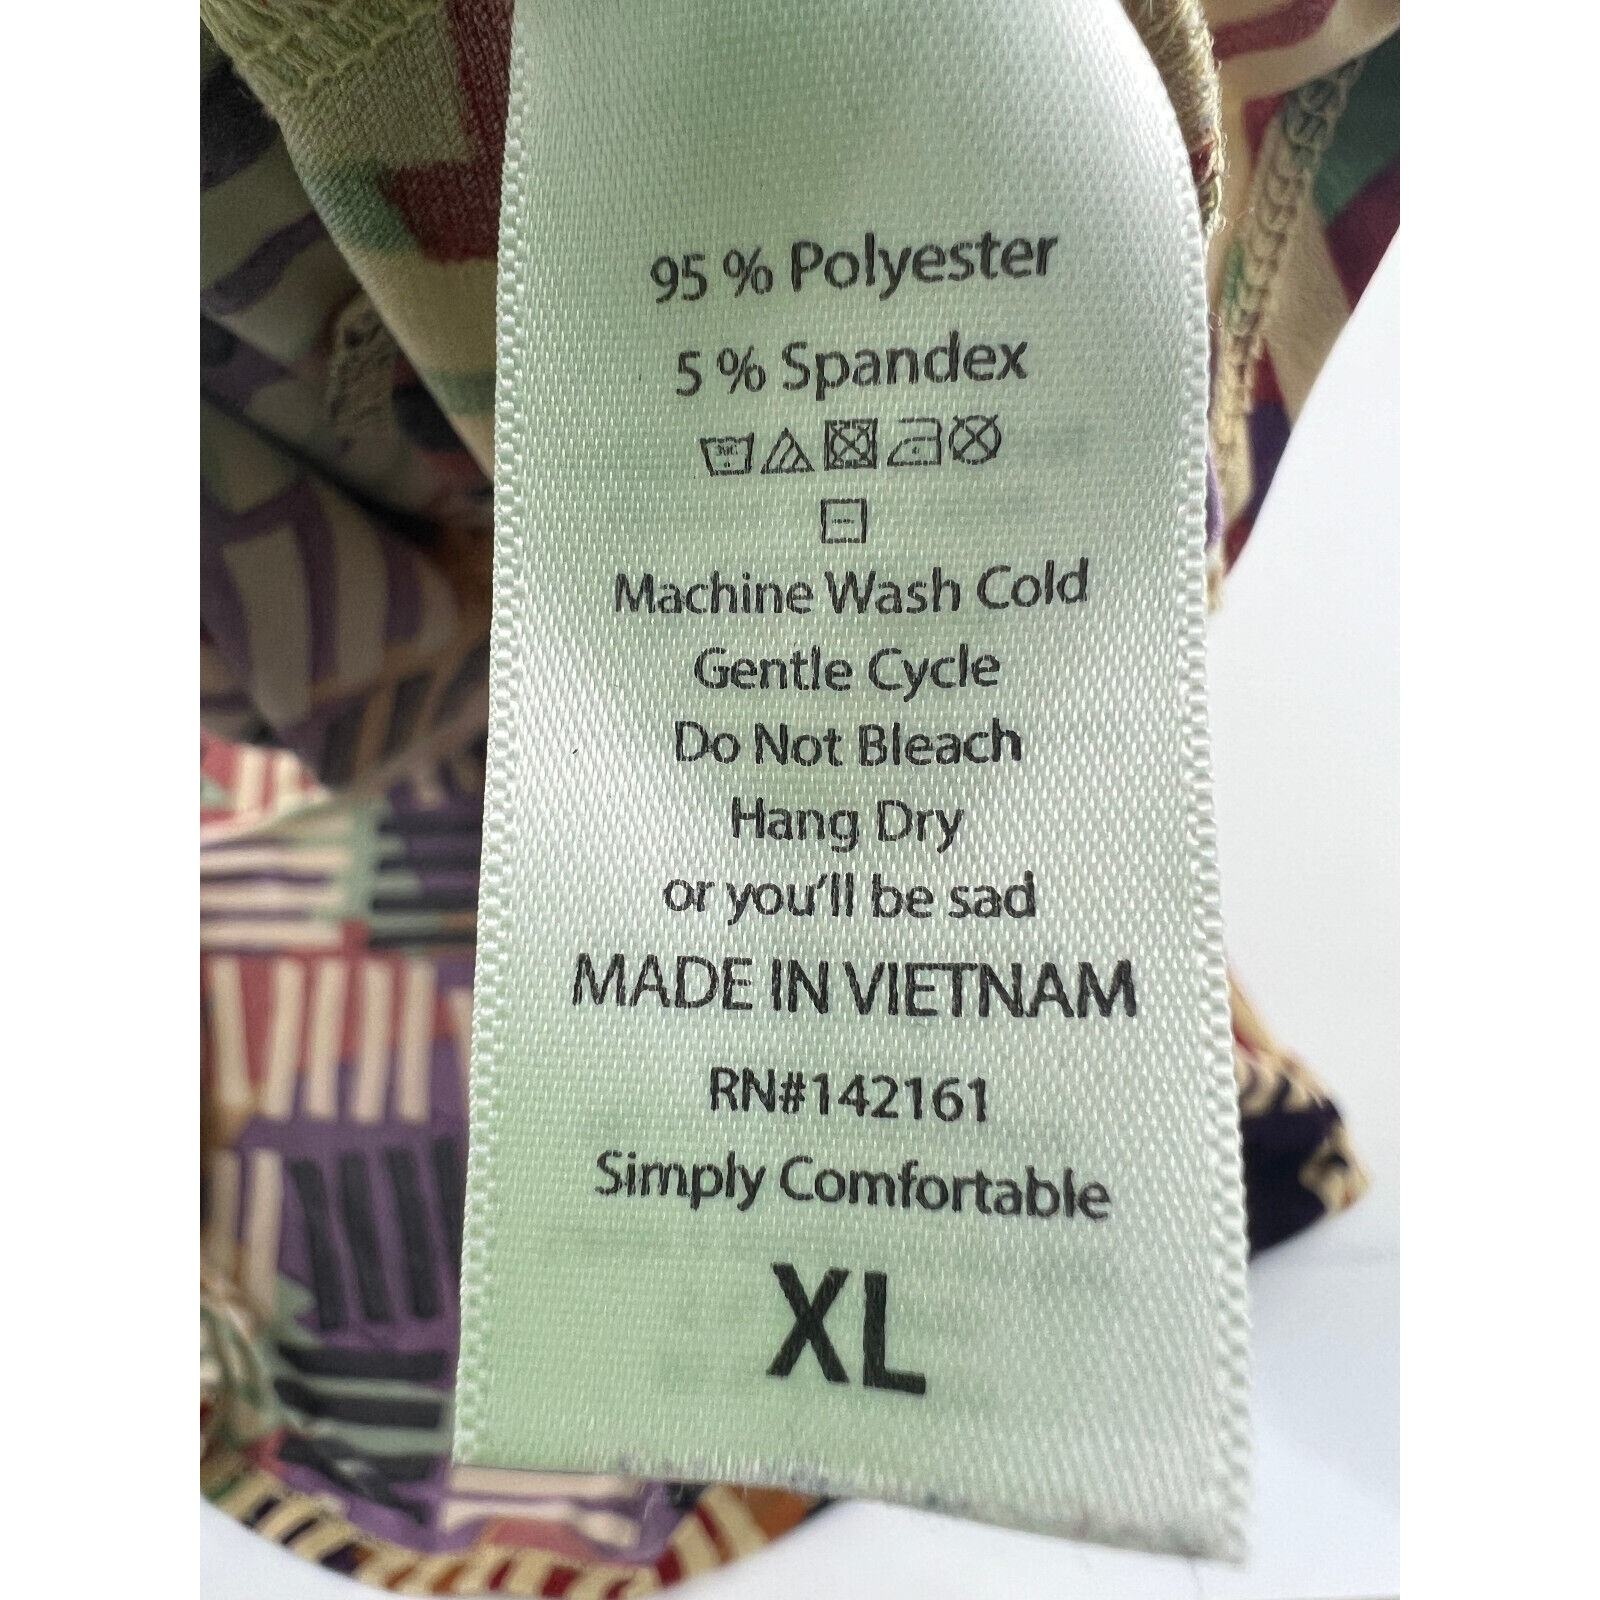 95 % Polyester
5 % Spandex
30C
Machine Wash Cold
Gentle Cycle
Do Not Bleach
Hang Dry
or you'll be sad
MADE IN VIETNAM
RN#142161
Simply Comfortable
XL